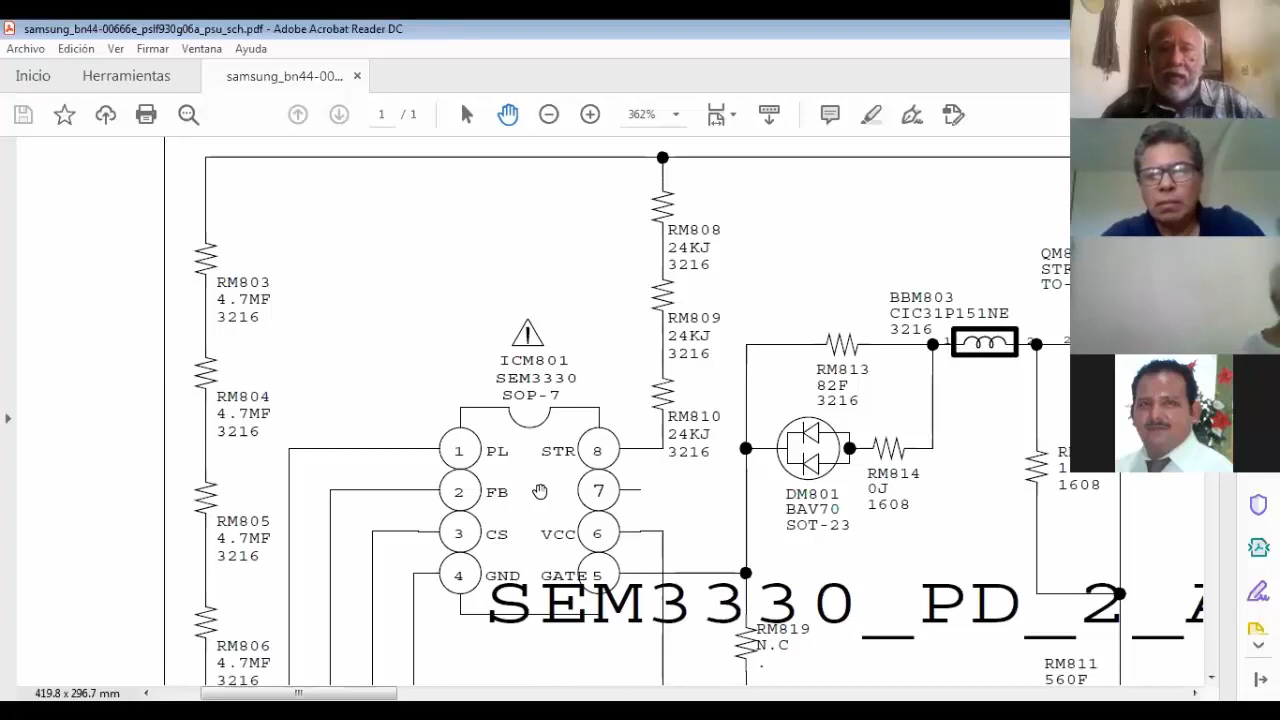 samsung_bn44-00666e_pslf930g06a_psu_sch.pdf - Adobe Acrobat Reader DC
Archivo Edición Ver Firmar Ventana Ayuda
Inicio Herramientas samsung_bn44-00... ×
1 / 1 362%
RM803
4.7MF
3216
RM804
4.7MF
3216
RM805
4.7MF
3216
RM806
4.7MF
3216
ICM801
SEM3330
SOP-7
1 PL STR 8
2 FB 7
3 CS VCC 6
4 GND GATE 5
RM808
24KJ
3216
RM809
24KJ
3216
RM810
24KJ
3216
BBM803
CIC31P151NE
3216
RM813
82F
3216
DM801
BAV70
SOT-23
RM814
0J
1608
1608
SEM3330_PD_2_
RM819
N.C
.
RM811
560F
419.8 x 296.7 mm